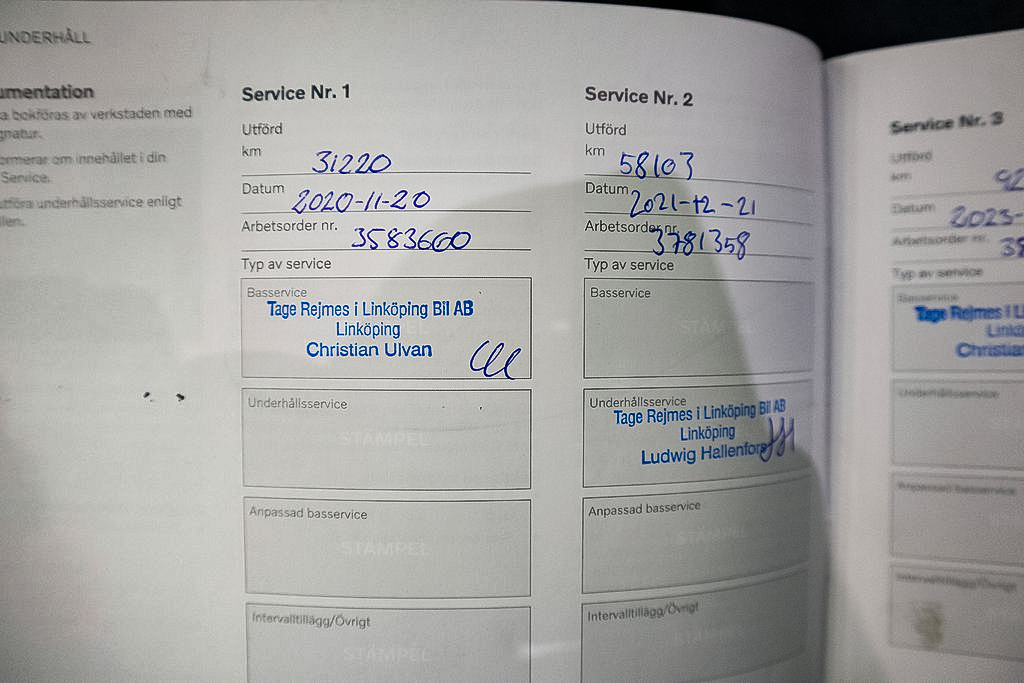 UNDERHÅLL
umentation
a bokföras av verkstaden med
gnatur.
ormerar om innehållet i din
Service.
utföra underhållsservice enligt
llen.
Service Nr. 1
Utförd
km 31220
Datum 2020-11-20
Arbetsorder nr. 3583660
Typ av service
Basservice
Tage Rejmes i Linköping Bil AB
Linköping
Christian Ulvan
Underhållsservice
STÄMPEL
Anpassad basservice
STÄMPEL
Intervalltillägg/Övrigt
STÄMPEL
Service Nr. 2
Utförd
km 58103
Datum 2021-12-21
Arbetsorder nr. 3781358
Typ av service
Basservice
STÄMPEL
Underhållsservice
Tage Rejmes i Linköping Bil AB
Linköping
Ludwig Hallenfors
Anpassad basservice
STÄMPEL
Intervalltillägg/Övrigt
STÄMPEL
Service Nr. 3
Utförd
km 92
Datum 2023-
Arbetsorder nr. 38
Typ av service
Basservice
Tage Rejmes i L
Linkö
Christian
Underhållsservice
Anpassad basservice
Intervalltillägg/Övrigt